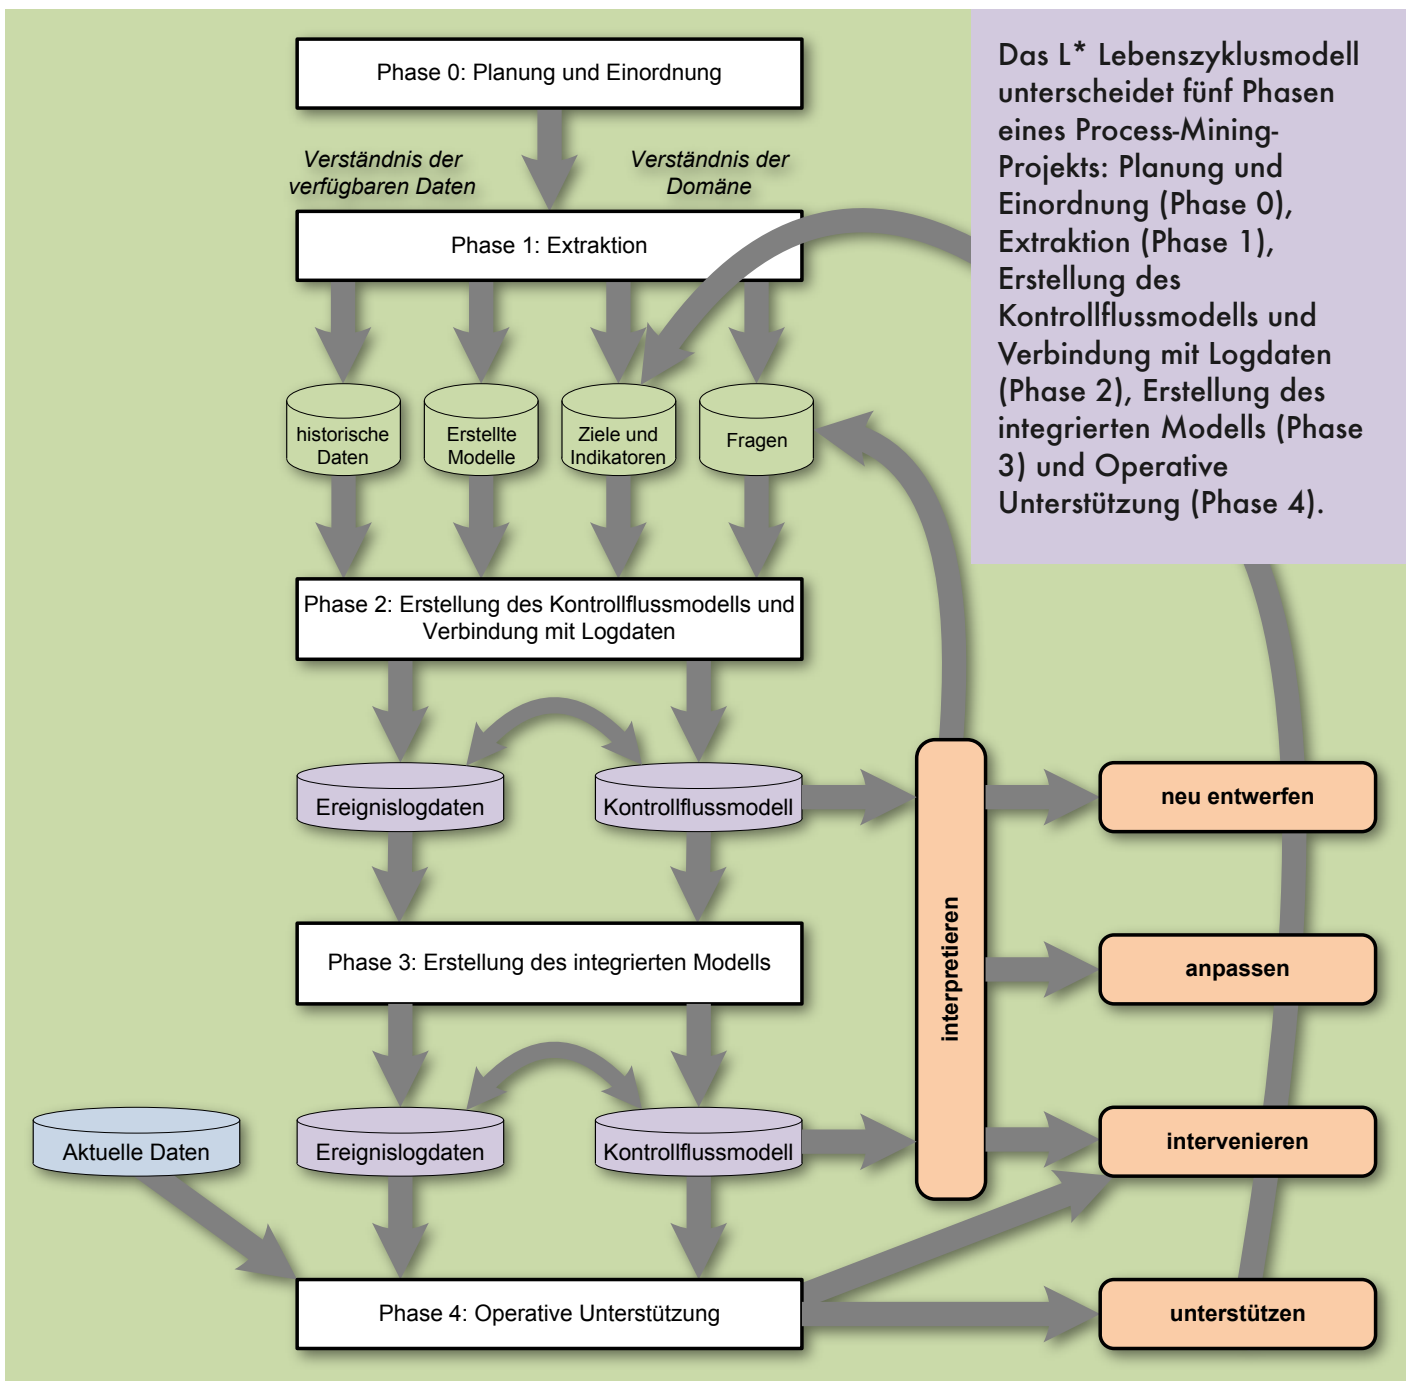 Phase 0: Planung und Einordnung
Verständnis der
verfügbaren Daten
Verständnis der
Domäne
Phase 1: Extraktion
Das L* Lebenszyklusmodell
unterscheidet fünf Phasen
eines Process-Mining-
Projekts: Planung und
Einordnung (Phase 0),
Extraktion (Phase 1),
Erstellung des
Kontrollflussmodells und
Verbindung mit Logdaten
(Phase 2), Erstellung des
integrierten Modells (Phase
3) und Operative
Unterstützung (Phase 4).
historische
Daten
Erstellte
Modelle
Ziele und
Indikatoren
Fragen
Phase 2: Erstellung des Kontrollflussmodells und
Verbindung mit Logdaten
Ereignislogdaten
Kontrollflussmodell
neu entwerfen
interpretieren
Phase 3: Erstellung des integrierten Modells
anpassen
Aktuelle Daten
Ereignislogdaten
Kontrollflussmodell
intervenieren
Phase 4: Operative Unterstützung
unterstützen